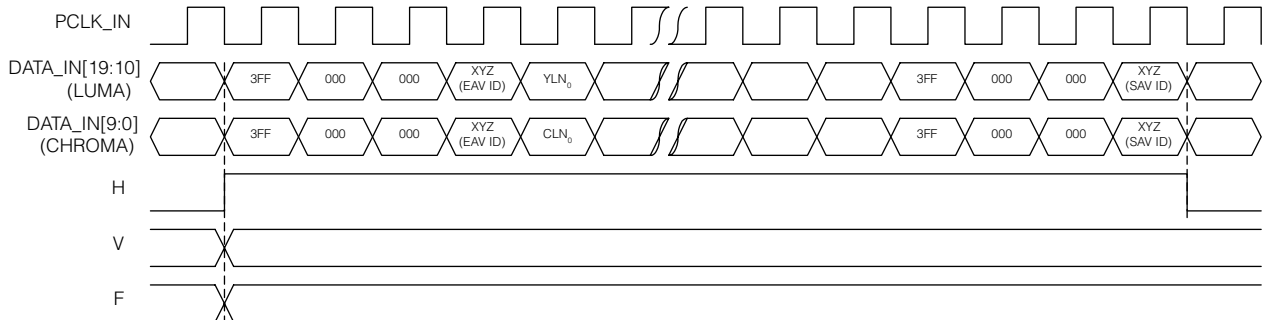 PCLK_IN
DATA_IN[19:10]
(LUMA)
3FF 000 000 XYZ (EAV ID) YLN0 3FF 000 000 XYZ (SAV ID)
DATA_IN[9:0]
(CHROMA)
3FF 000 000 XYZ (EAV ID) CLN0 3FF 000 000 XYZ (SAV ID)
H
V
F